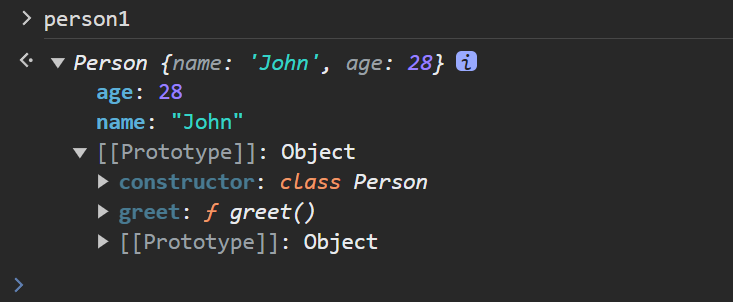 > person1
<· ▼ Person {name: 'John', age: 28} i
age: 28
name: "John"
▼ [[Prototype]]: Object
▶ constructor: class Person
▶ greet: ƒ greet()
▶ [[Prototype]]: Object
>